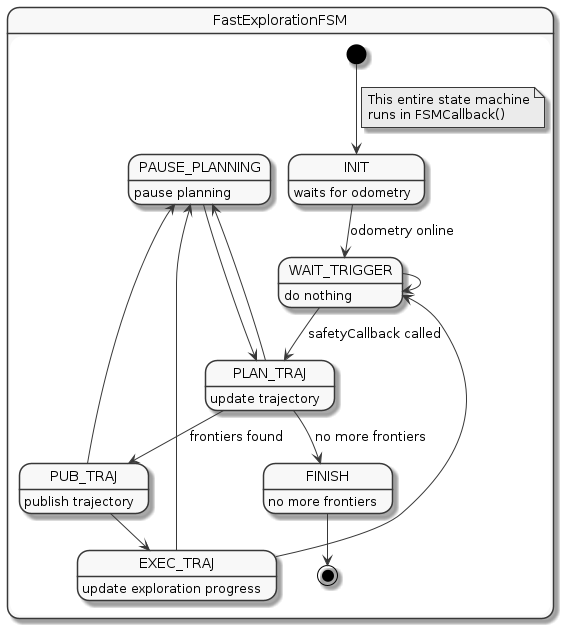 FastExplorationFSM
This entire state machine
runs in FSMCallback()
PAUSE_PLANNING
pause planning
INIT
waits for odometry
odometry online
WAIT_TRIGGER
do nothing
safetyCallback called
PLAN_TRAJ
update trajectory
frontiers found
no more frontiers
PUB_TRAJ
publish trajectory
FINISH
no more frontiers
EXEC_TRAJ
update exploration progress